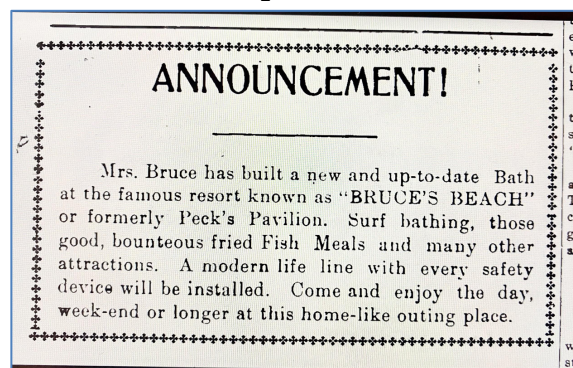 ANNOUNCEMENT!
Mrs. Bruce has built a new and up-to-date Bath
at the famous resort known as "BRUCE'S BEACH"
or formerly Peck's Pavilion. Surf bathing, those
good, bounteous fried Fish Meals and many other
attractions. A modern life line with every safety
device will be installed. Come and enjoy the day,
week-end or longer at this home-like outing place.